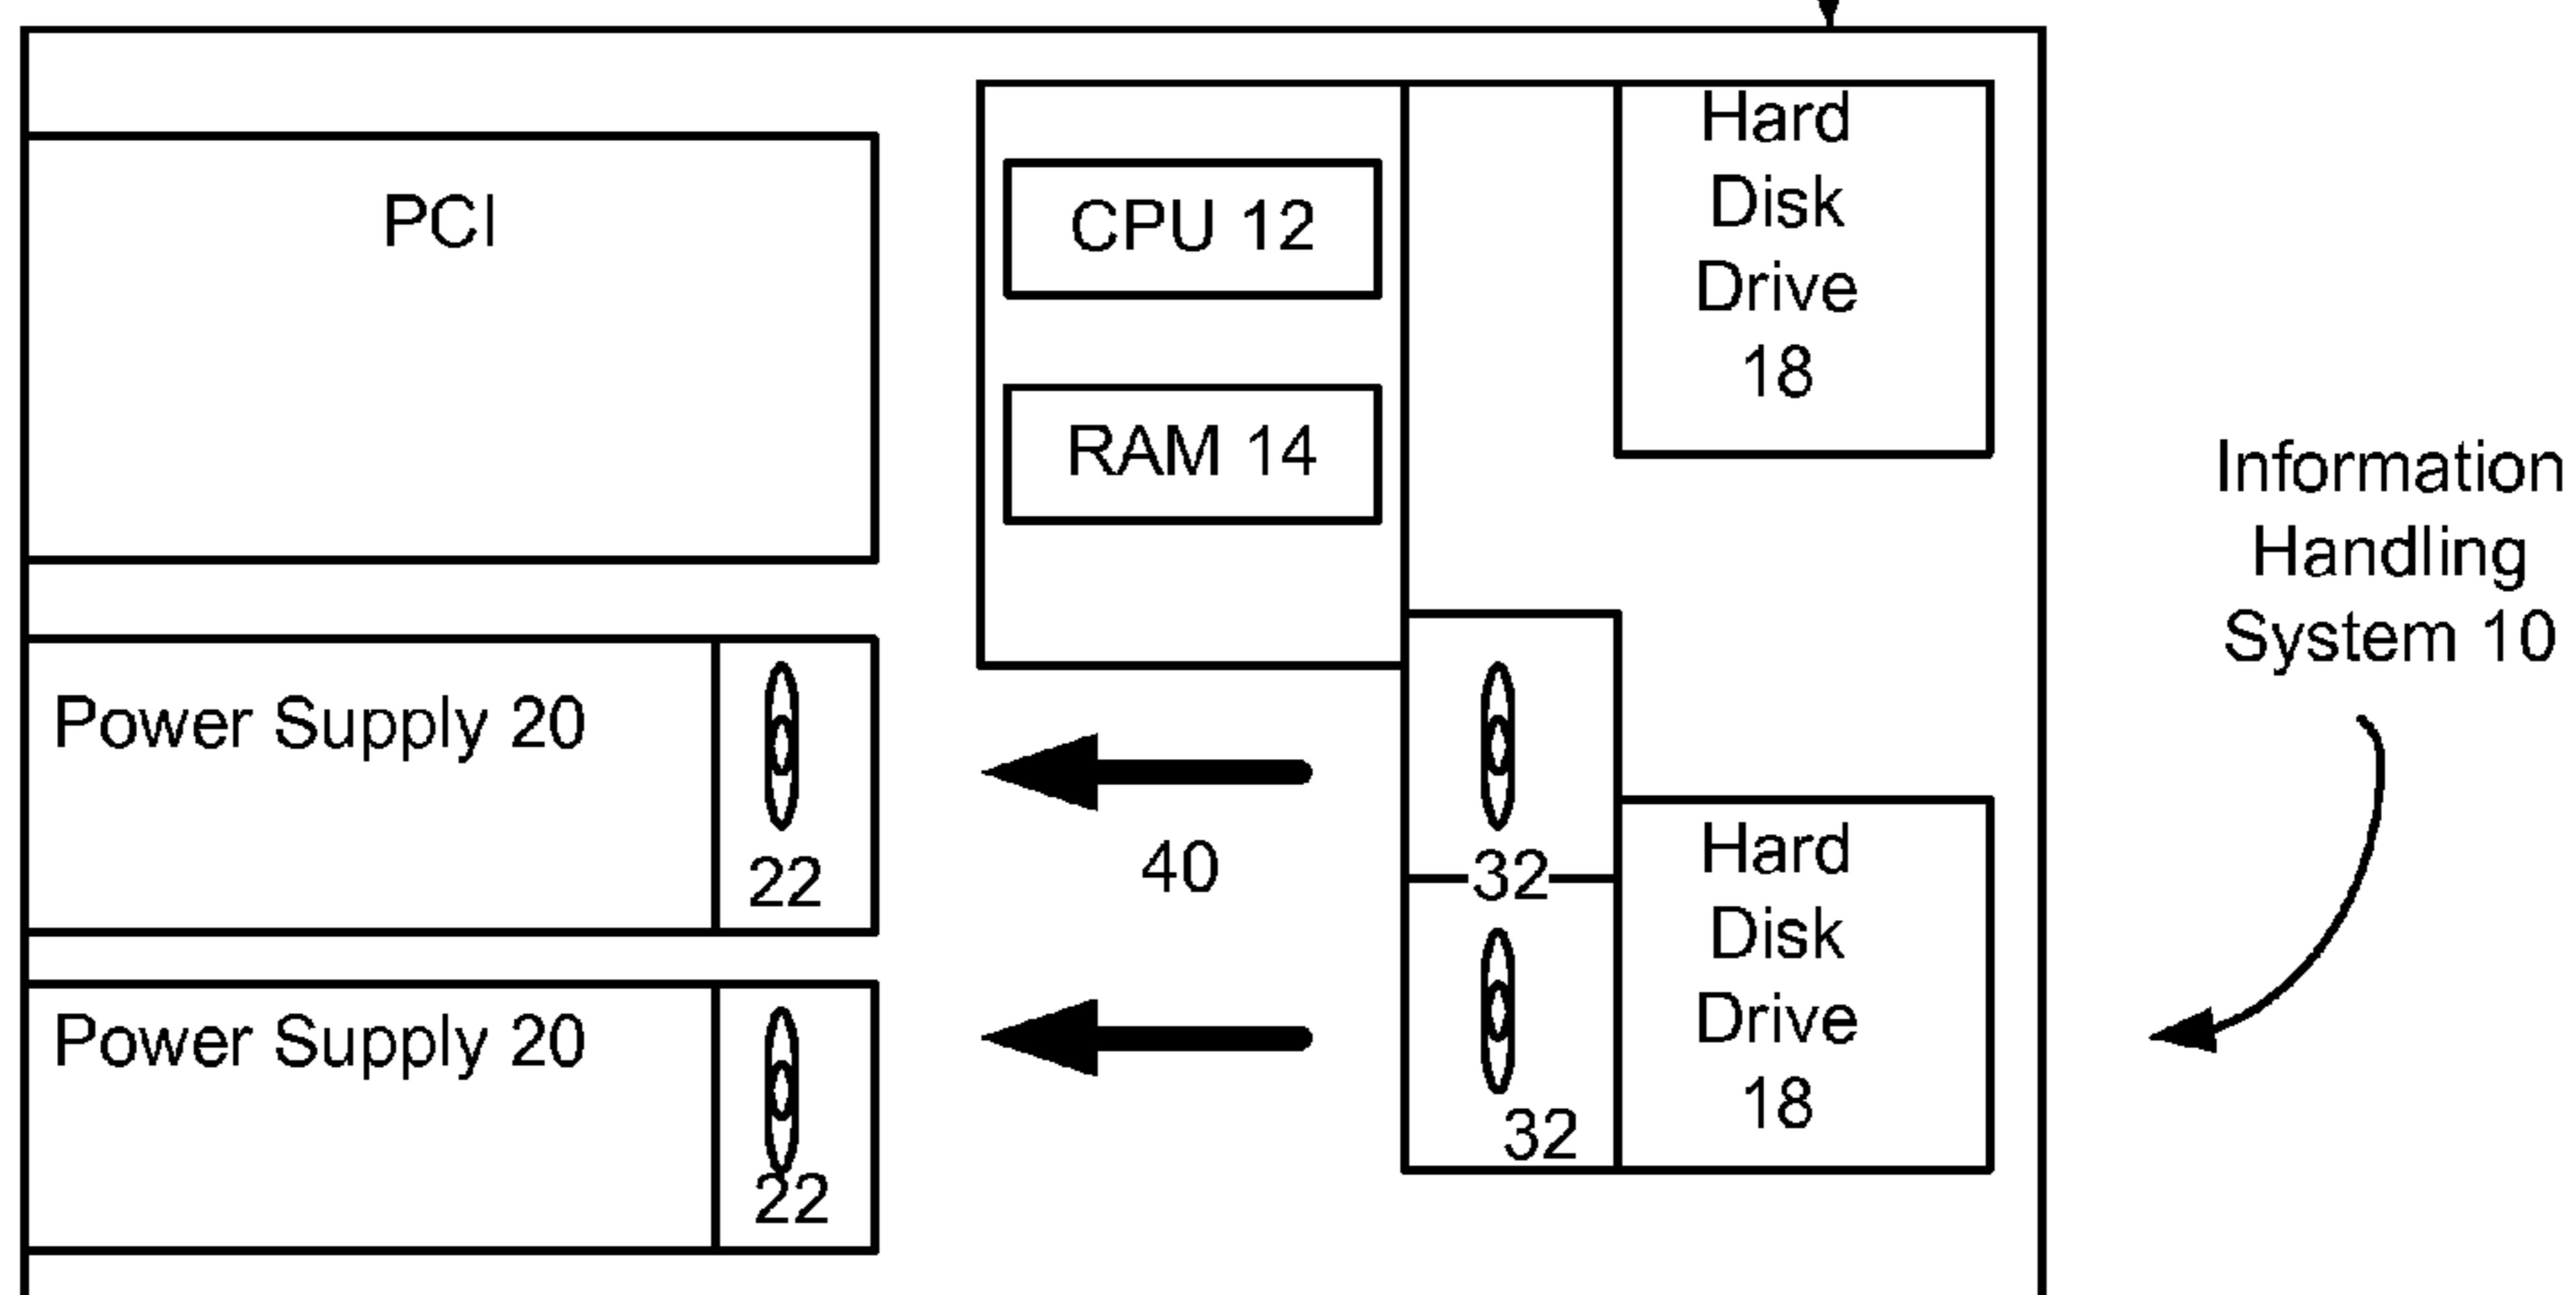 PCI
CPU 12
RAM 14
Hard
Disk
Drive
18
Information
Handling
System 10
Power Supply 20
22
40
32
Hard
Disk
Drive
18
Power Supply 20
22
32